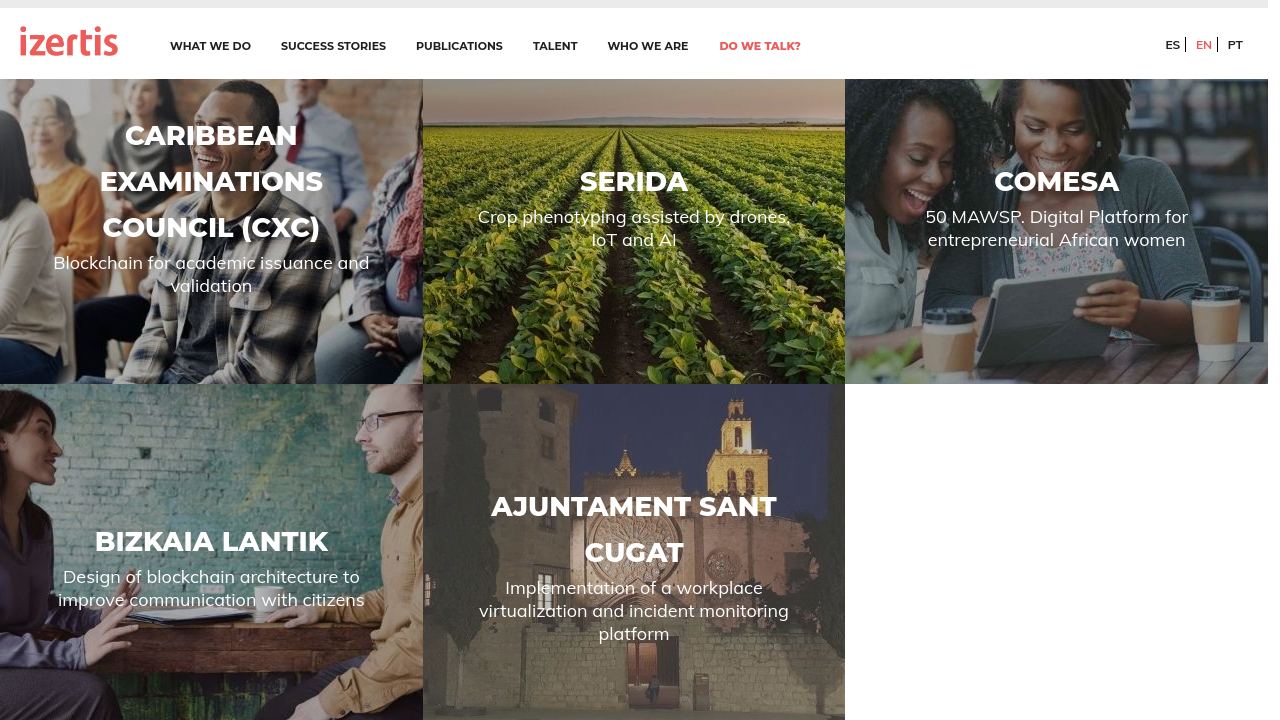 izertis
WHAT WE DO
SUCCESS STORIES
PUBLICATIONS
TALENT
WHO WE ARE
DO WE TALK?
ES
EN
PT
CARIBBEAN
EXAMINATIONS
COUNCIL (CXC)
Blockchain for academic issuance and
validation
SERIDA
Crop phenotyping assisted by drones,
IoT and AI
COMESA
50 MAWSP. Digital Platform for
entrepreneurial African women
BIZKAIA LANTIK
Design of blockchain architecture to
improve communication with citizens
AJUNTAMENT SANT
CUGAT
Implementation of a workplace
virtualization and incident monitoring
platform